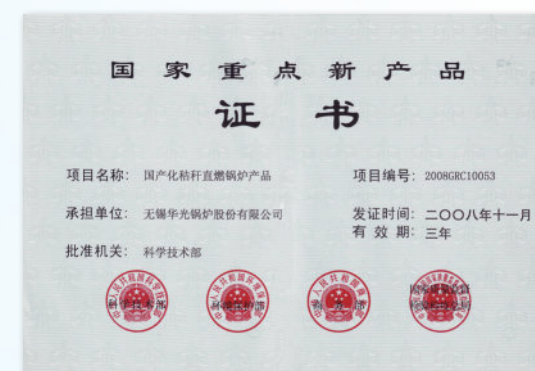 国家重点新产品
证书
项目名称: 国产化秸秆直燃锅炉产品
项目编号: 2008GRC10053
承担单位: 无锡华光锅炉股份有限公司
发证时间: 二〇〇八年十一月
有效期: 三年
批准机关: 科学技术部